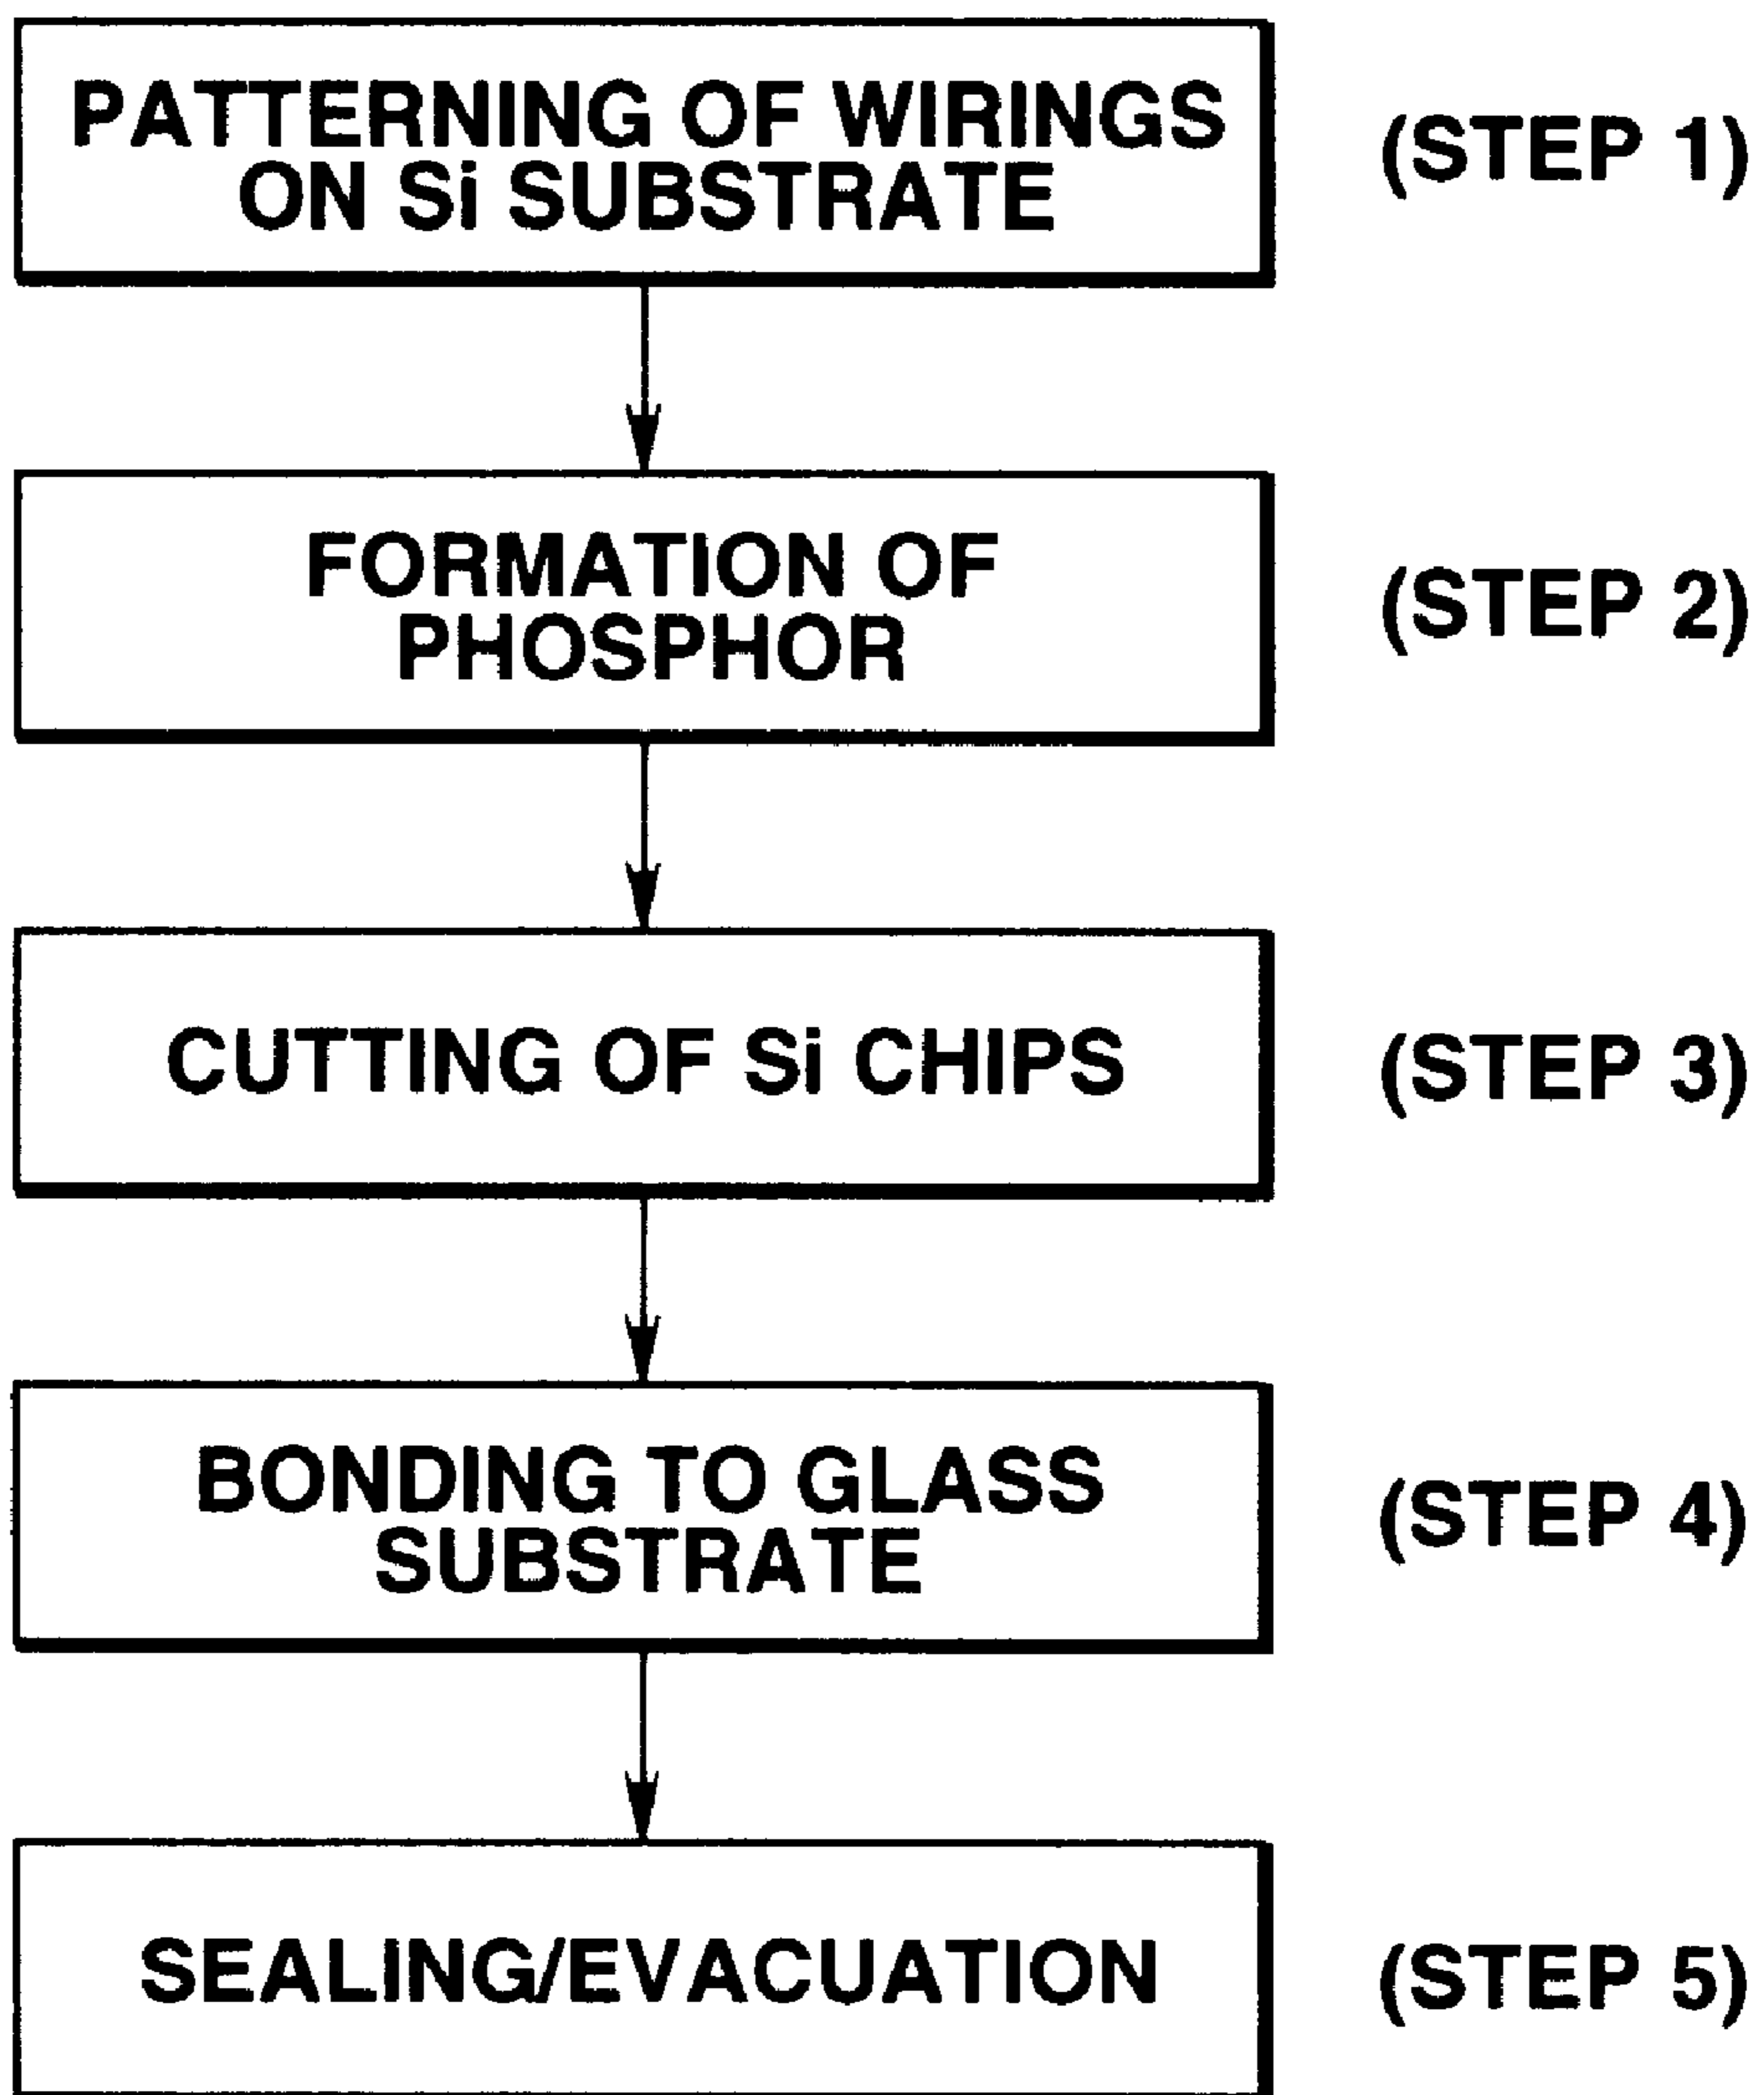 PATTERNING OF WIRINGS
ON Si SUBSTRATE
(STEP 1)
FORMATION OF
PHOSPHOR
(STEP 2)
CUTTING OF Si CHIPS
(STEP 3)
BONDING TO GLASS
SUBSTRATE
(STEP 4)
SEALING/EVACUATION
(STEP 5)